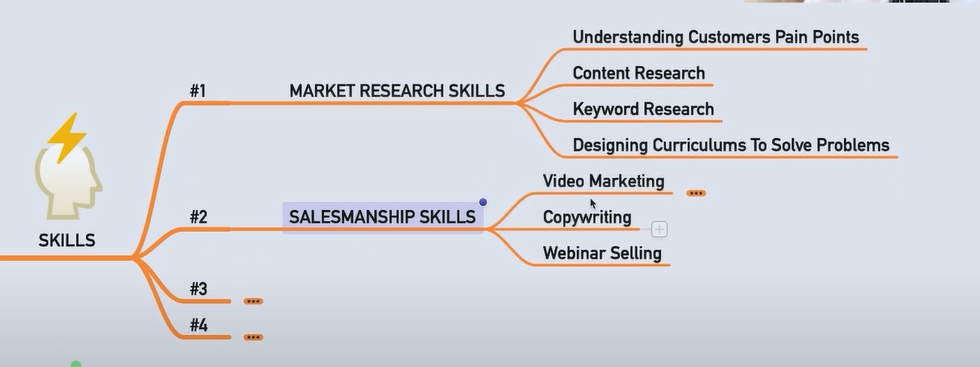 SKILLS
#1
MARKET RESEARCH SKILLS
Understanding Customers Pain Points
Content Research
Keyword Research
Designing Curriculums To Solve Problems
#2
SALESMANSHIP SKILLS
Video Marketing
Copywriting
Webinar Selling
#3
#4